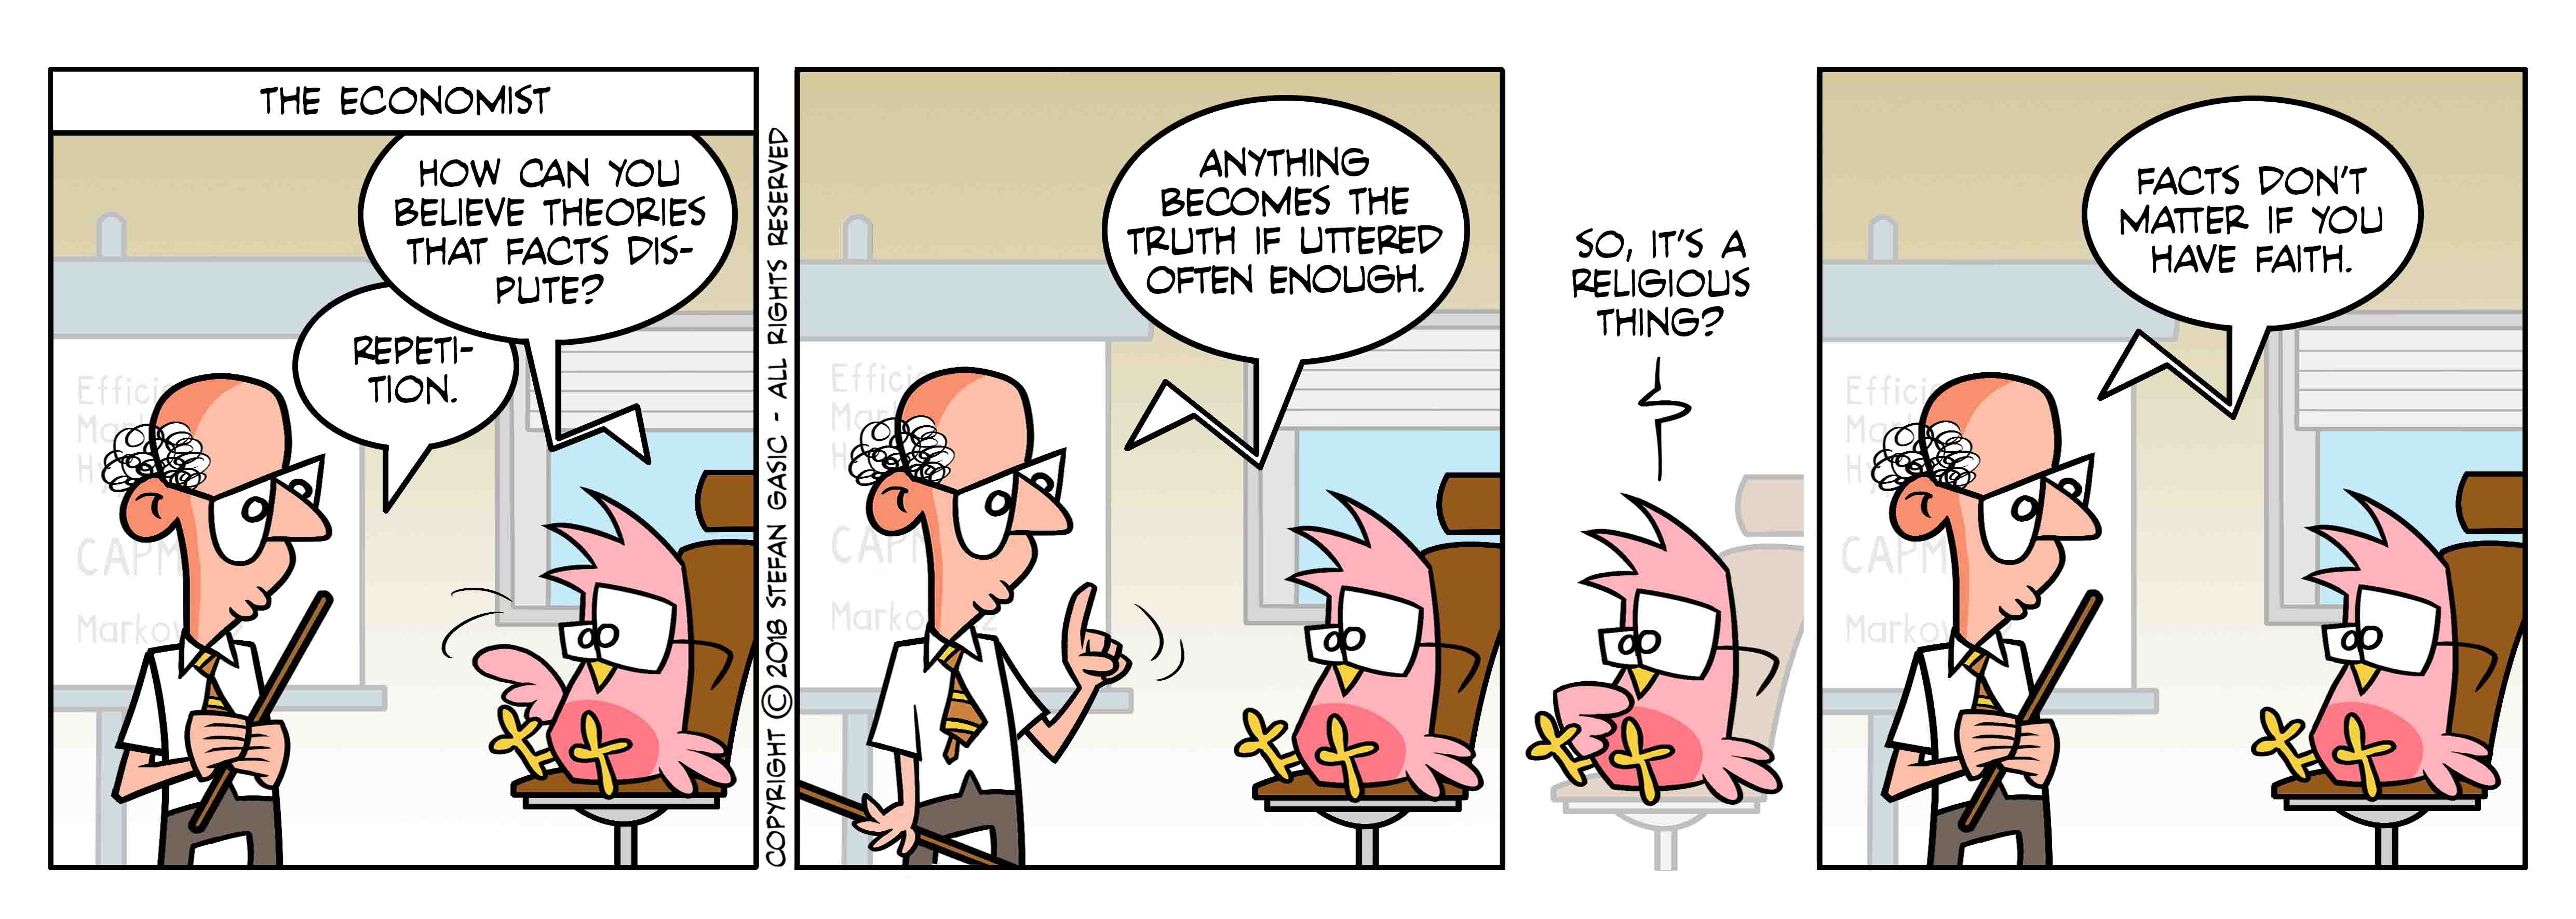 THE ECONOMIST
HOW CAN YOU
BELIEVE THEORIES
THAT FACTS DIS-
PUTE?
REPETI-
TION.
CAPM
COPYRIGHT © 2018 STEFAN GASIC - ALL RIGHTS RESERVED
ANYTHING
BECOMES THE
TRUTH IF UTTERED
OFTEN ENOUGH.
SO, IT'S A
RELIGIOUS
THING?
FACTS DON'T
MATTER IF YOU
HAVE FAITH.
CAPM